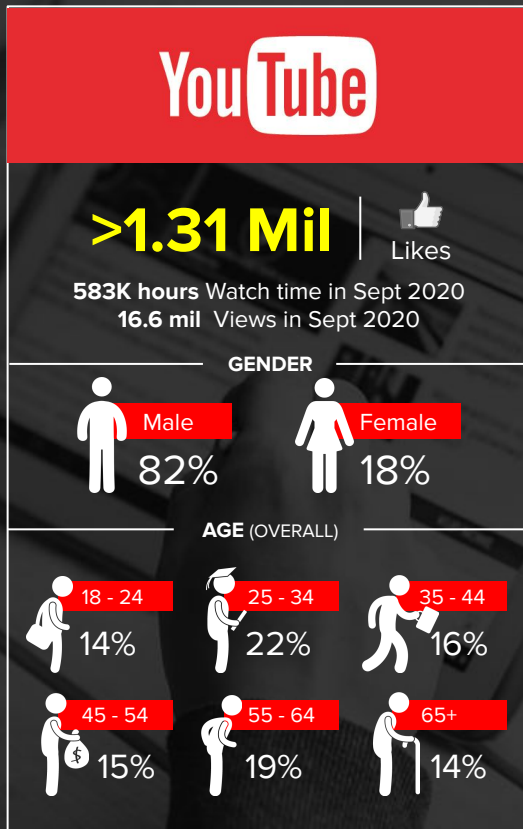 YouTube
>1.31 Mil
Likes
583K hours Watch time in Sept 2020
16.6 mil Views in Sept 2020
GENDER
Male
Female
82%
18%
AGE (OVERALL)
18 - 24
25 - 34
35 - 44
14%
22%
16%
45 - 54
55 - 64
65+
$
15%
19%
14%